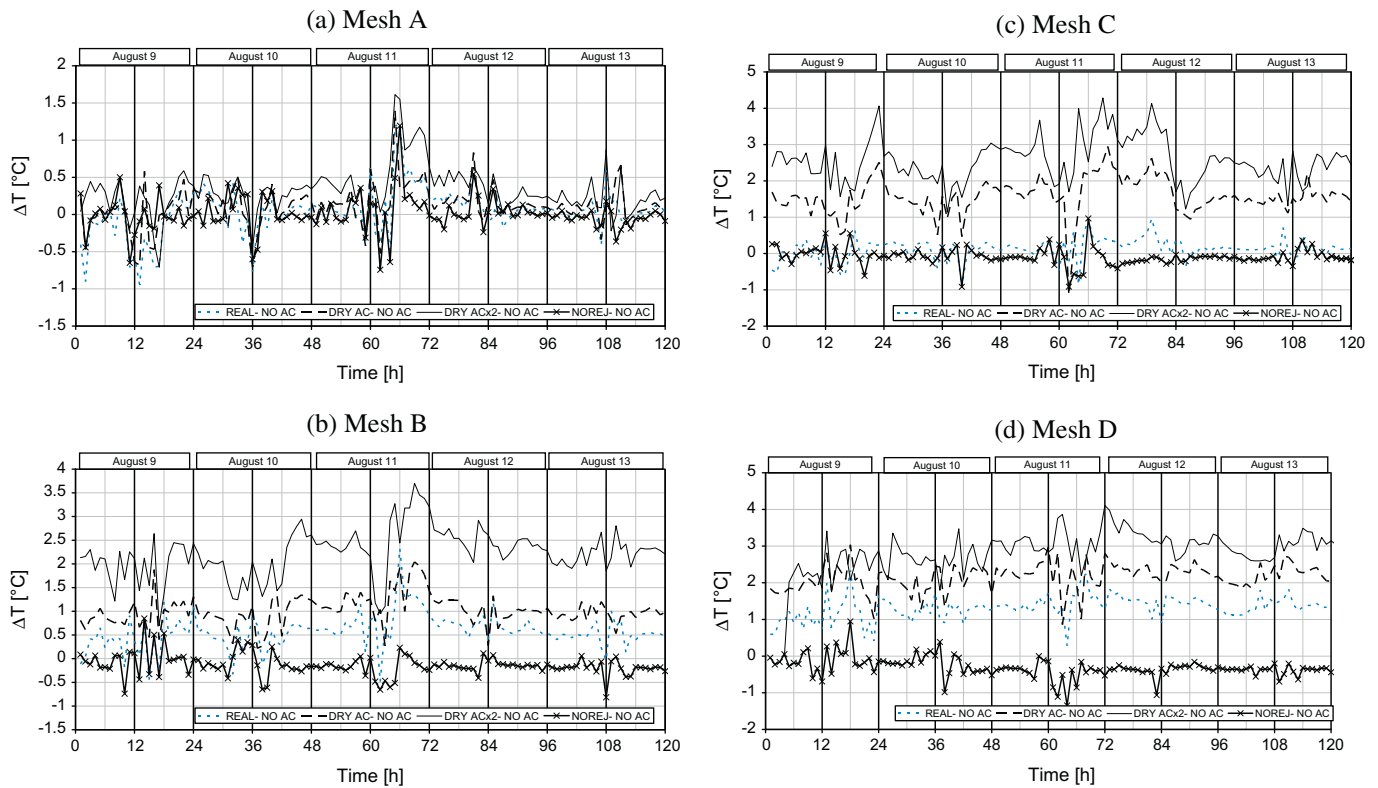 (a) Mesh A
August 9 August 10 August 11 August 12 August 13
2
1.5
1
0.5
0
-0.5
-1
-1.5
ΔT [°C]
REAL- NO AC DRY AC- NO AC DRY ACx2- NO AC NOREJ- NO AC
0 12 24 36 48 60 72 84 96 108 120
Time [h]
(b) Mesh B
August 9 August 10 August 11 August 12 August 13
4
3.5
3
2.5
2
1.5
1
0.5
0
-0.5
-1
-1.5
ΔT [°C]
REAL- NO AC DRY AC- NO AC DRY ACx2- NO AC NOREJ- NO AC
0 12 24 36 48 60 72 84 96 108 120
Time [h]
(c) Mesh C
August 9 August 10 August 11 August 12 August 13
5
4
3
2
1
0
-1
-2
ΔT [°C]
REAL- NO AC DRY AC- NO AC DRY ACx2- NO AC NOREJ- NO AC
0 12 24 36 48 60 72 84 96 108 120
Time [h]
(d) Mesh D
August 9 August 10 August 11 August 12 August 13
5
4
3
2
1
0
-1
-2
ΔT [°C]
REAL- NO AC DRY AC- NO AC DRY ACx2- NO AC NOREJ- NO AC
0 12 24 36 48 60 72 84 96 108 120
Time [h]